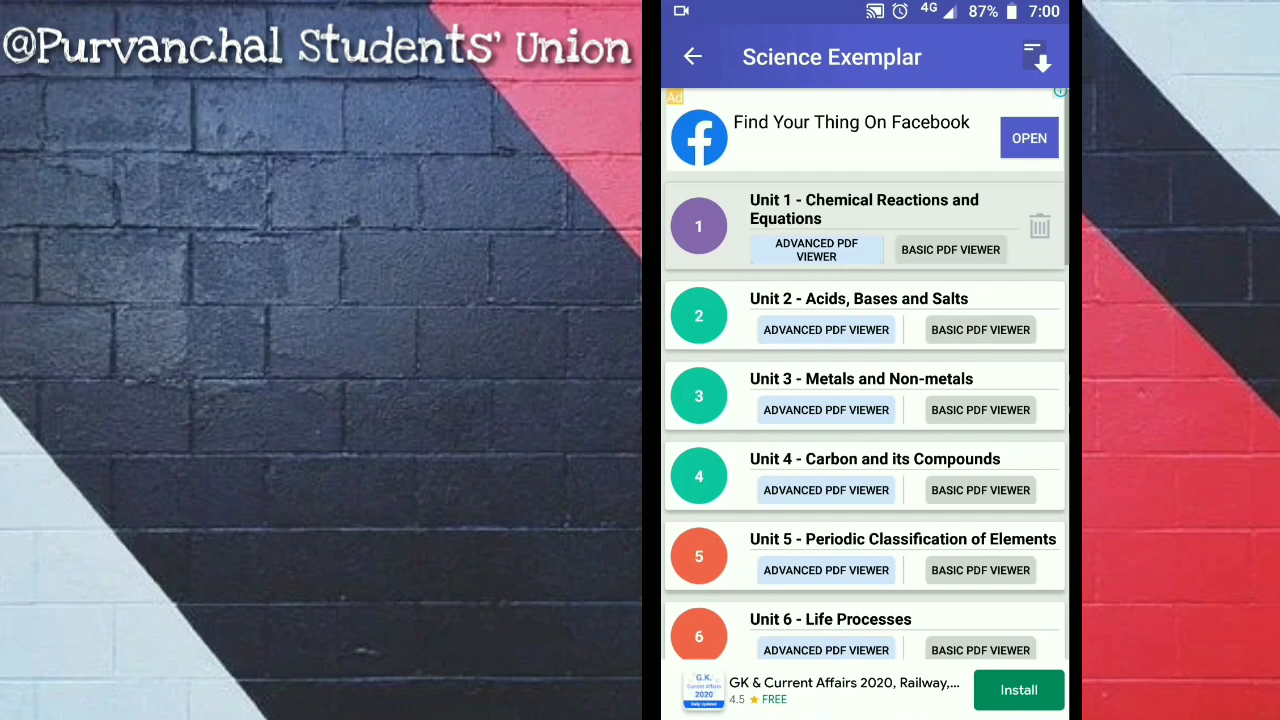 @Purvanchal Students' Union
4G 87% 7:00
Science Exemplar
Ad
Find Your Thing On Facebook
OPEN
1
Unit 1 - Chemical Reactions and
Equations
ADVANCED PDF
VIEWER
BASIC PDF VIEWER
2
Unit 2 - Acids, Bases and Salts
ADVANCED PDF VIEWER
BASIC PDF VIEWER
3
Unit 3 - Metals and Non-metals
ADVANCED PDF VIEWER
BASIC PDF VIEWER
4
Unit 4 - Carbon and its Compounds
ADVANCED PDF VIEWER
BASIC PDF VIEWER
5
Unit 5 - Periodic Classification of Elements
ADVANCED PDF VIEWER
BASIC PDF VIEWER
6
Unit 6 - Life Processes
ADVANCED PDF VIEWER
BASIC PDF VIEWER
G.K.
Current Affairs
2020
Daily Updated
GK & Current Affairs 2020, Railway,...
4.5 ★ FREE
Install